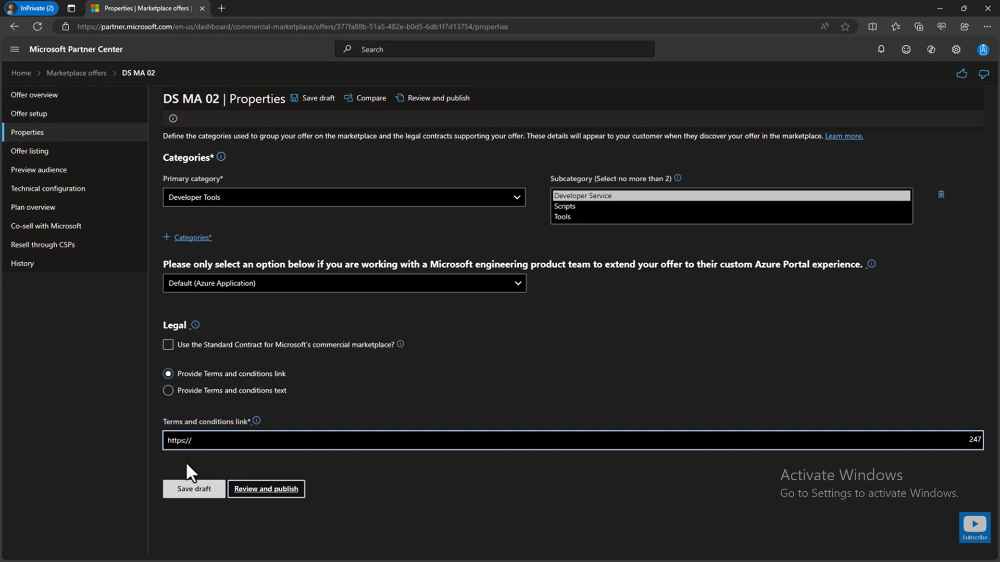 InPrivate (2)
Properties | Marketplace offers |
https://partner.microsoft.com/en-us/dashboard/commercial-marketplace/offers/377fa88b-51a5-482e-b0d5-6db1f7d13754/properties
Microsoft Partner Center
Search
Home > Marketplace offers > DS MA 02
Offer overview
Offer setup
Properties
Offer listing
Preview audience
Technical configuration
Plan overview
Co-sell with Microsoft
Resell through CSPs
History
DS MA 02 | Properties
Save draft
Compare
Review and publish
Define the categories used to group your offer on the marketplace and the legal contracts supporting your offer. These details will appear to your customer when they discover your offer in the marketplace. Learn more.
Categories*
Primary category*
Developer Tools
Subcategory (Select no more than 2)
Developer Service
Scripts
Tools
+ Categories*
Please only select an option below if you are working with a Microsoft engineering product team to extend your offer to their custom Azure Portal experience.
Default (Azure Application)
Legal
Use the Standard Contract for Microsoft's commercial marketplace?
Provide Terms and conditions link
Provide Terms and conditions text
Terms and conditions link*
https://
247
Save draft
Review and publish
Activate Windows
Go to Settings to activate Windows.
Subscribe